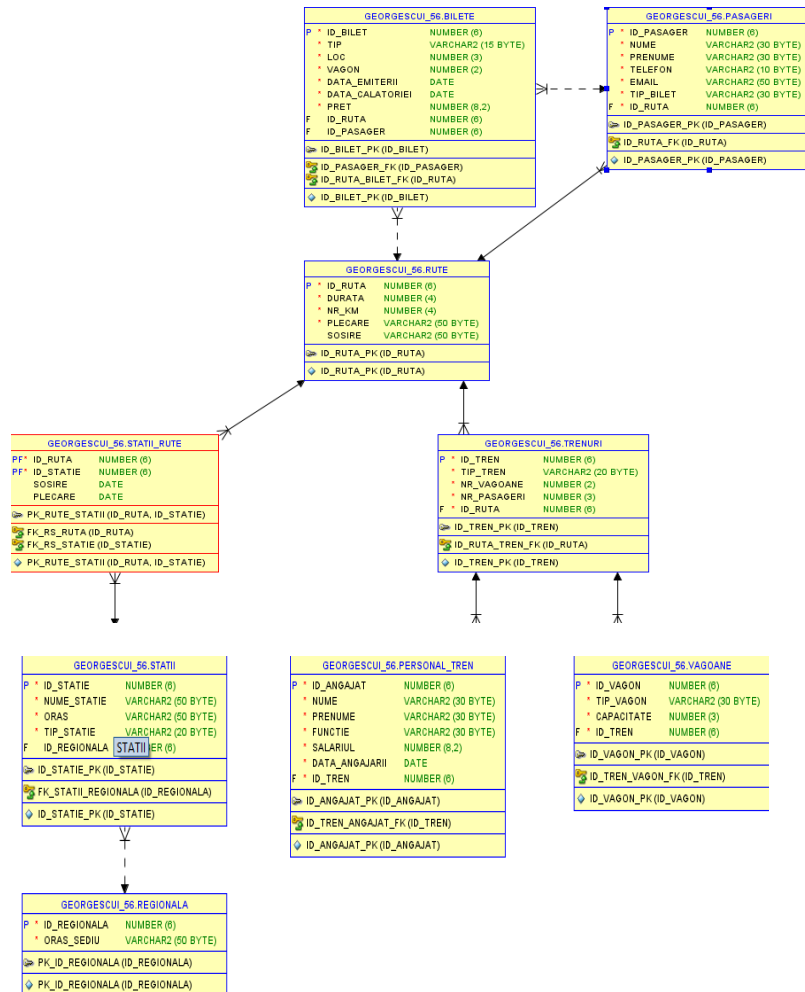 GEORGESCUI_56.BILETE
P * ID_BILET NUMBER (6)
* TIP VARCHAR2 (15 BYTE)
* LOC NUMBER (3)
* VAGON NUMBER (2)
* DATA_EMITERII DATE
* DATA_CALATORIEI DATE
* PRET NUMBER (8,2)
F ID_RUTA NUMBER (6)
F ID_PASAGER NUMBER (6)
ID_BILET_PK (ID_BILET)
ID_PASAGER_FK (ID_PASAGER)
ID_RUTA_BILET_FK (ID_RUTA)
ID_BILET_PK (ID_BILET)
GEORGESCUI_56.PASAGERI
P * ID_PASAGER NUMBER (6)
* NUME VARCHAR2 (30 BYTE)
* PRENUME VARCHAR2 (30 BYTE)
* TELEFON VARCHAR2 (10 BYTE)
* EMAIL VARCHAR2 (50 BYTE)
* TIP_BILET VARCHAR2 (30 BYTE)
F * ID_RUTA NUMBER (6)
ID_PASAGER_PK (ID_PASAGER)
ID_RUTA_FK (ID_RUTA)
ID_PASAGER_PK (ID_PASAGER)
GEORGESCUI_56.RUTE
P * ID_RUTA NUMBER (6)
* DURATA NUMBER (4)
* NR_KM NUMBER (4)
* PLECARE VARCHAR2 (50 BYTE)
SOSIRE VARCHAR2 (50 BYTE)
ID_RUTA_PK (ID_RUTA)
ID_RUTA_PK (ID_RUTA)
GEORGESCUI_56.STATII_RUTE
PF* ID_RUTA NUMBER (6)
PF* ID_STATIE NUMBER (6)
SOSIRE DATE
PLECARE DATE
PK_RUTE_STATII (ID_RUTA, ID_STATIE)
FK_RS_RUTA (ID_RUTA)
FK_RS_STATIE (ID_STATIE)
PK_RUTE_STATII (ID_RUTA, ID_STATIE)
GEORGESCUI_56.TRENURI
P * ID_TREN NUMBER (6)
* TIP_TREN VARCHAR2 (20 BYTE)
* NR_VAGOANE NUMBER (2)
* NR_PASAGERI NUMBER (3)
F * ID_RUTA NUMBER (6)
ID_TREN_PK (ID_TREN)
ID_RUTA_TREN_FK (ID_RUTA)
ID_TREN_PK (ID_TREN)
GEORGESCUI_56.STATII
P * ID_STATIE NUMBER (6)
* NUME_STATIE VARCHAR2 (50 BYTE)
* ORAS VARCHAR2 (50 BYTE)
* TIP_STATIE VARCHAR2 (20 BYTE)
F ID_REGIONALA STATII ER (6)
ID_STATIE_PK (ID_STATIE)
FK_STATII_REGIONALA (ID_REGIONALA)
ID_STATIE_PK (ID_STATIE)
GEORGESCUI_56.PERSONAL_TREN
P * ID_ANGAJAT NUMBER (6)
* NUME VARCHAR2 (30 BYTE)
* PRENUME VARCHAR2 (30 BYTE)
* FUNCTIE VARCHAR2 (30 BYTE)
* SALARIUL NUMBER (8,2)
* DATA_ANGAJARII DATE
F * ID_TREN NUMBER (6)
ID_ANGAJAT_PK (ID_ANGAJAT)
ID_TREN_ANGAJAT_FK (ID_TREN)
ID_ANGAJAT_PK (ID_ANGAJAT)
GEORGESCUI_56.VAGOANE
P * ID_VAGON NUMBER (6)
* TIP_VAGON VARCHAR2 (30 BYTE)
* CAPACITATE NUMBER (3)
F * ID_TREN NUMBER (6)
ID_VAGON_PK (ID_VAGON)
ID_TREN_VAGON_FK (ID_TREN)
ID_VAGON_PK (ID_VAGON)
GEORGESCUI_56.REGIONALA
P * ID_REGIONALA NUMBER (6)
* ORAS_SEDIU VARCHAR2 (50 BYTE)
PK_ID_REGIONALA (ID_REGIONALA)
PK_ID_REGIONALA (ID_REGIONALA)